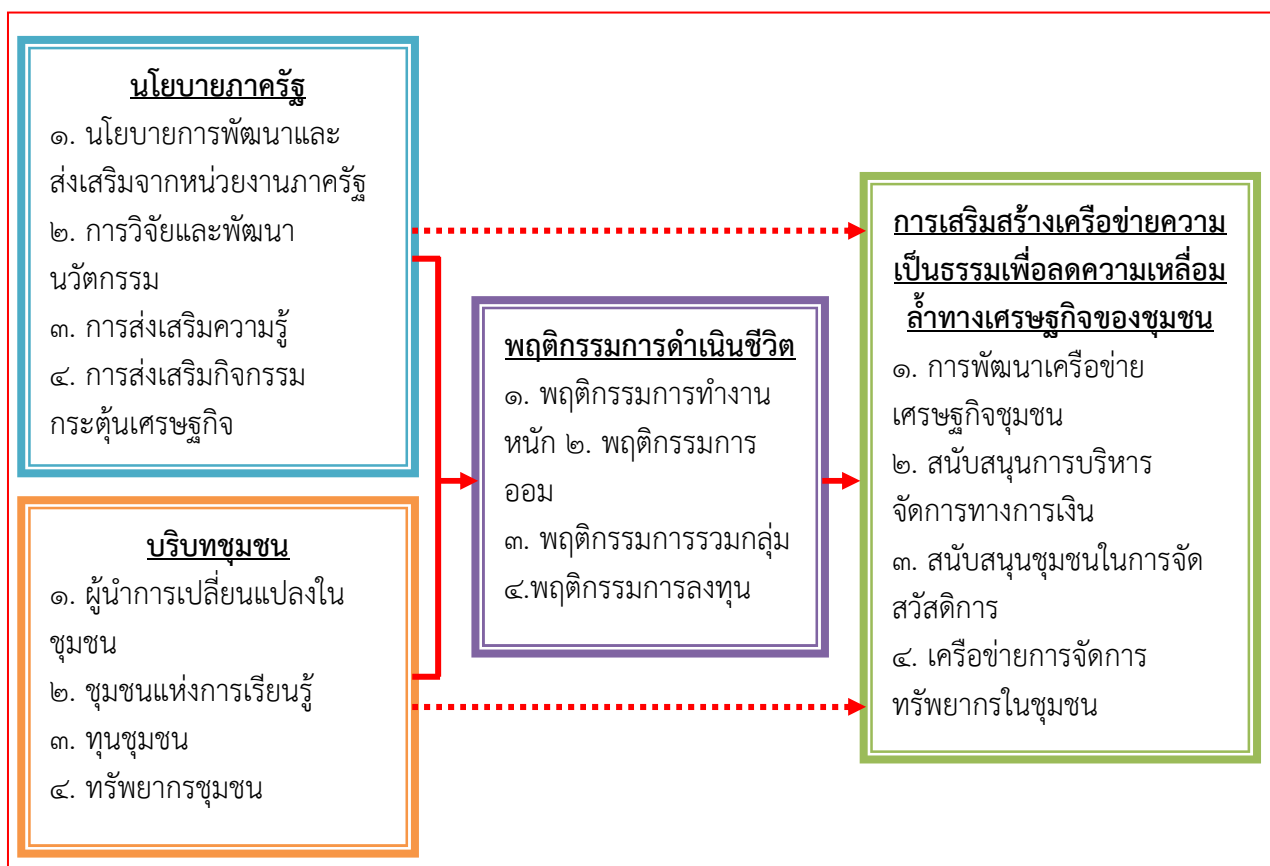 นโยบายภาครัฐ
๑. นโยบายการพัฒนาและ
ส่งเสริมจากหน่วยงานภาครัฐ
๒. การวิจัยและพัฒนา
นวัตกรรม
๓. การส่งเสริมความรู้
๔. การส่งเสริมกิจกรรม
กระตุ้นเศรษฐกิจ
บริบทชุมชน
๑. ผู้นำการเปลี่ยนแปลงใน
ชุมชน
๒. ชุมชนแห่งการเรียนรู้
๓. ทุนชุมชน
๔. ทรัพยากรชุมชน
พฤติกรรมการดำเนินชีวิต
๑. พฤติกรรมการทำงาน
หนัก ๒. พฤติกรรมการ
ออม
๓. พฤติกรรมการรวมกลุ่ม
๔.พฤติกรรมการลงทุน
การเสริมสร้างเครือข่ายความ
เป็นธรรมเพื่อลดความเหลื่อม
ล้ำทางเศรษฐกิจของชุมชน
๑. การพัฒนาเครือข่าย
เศรษฐกิจชุมชน
๒. สนับสนุนการบริหาร
จัดการทางการเงิน
๓. สนับสนุนชุมชนในการจัด
สวัสดิการ
๔. เครือข่ายการจัดการ
ทรัพยากรในชุมชน